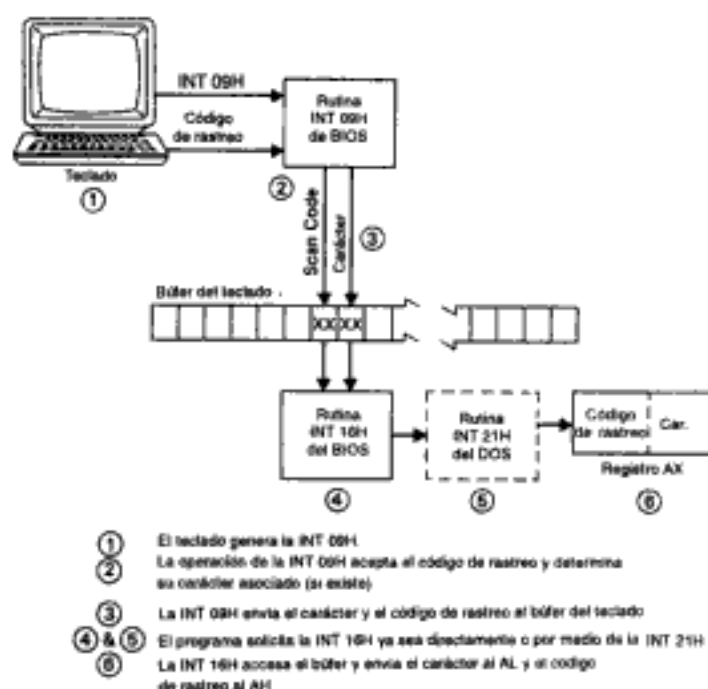 INT 09H
Código
de rastreo
Teclado
①
Rutina
INT 09H
de BIOS
②
Scan Code
Carácter
③
Búfer del teclado
XX XX
Rutina
INT 16H
del BIOS
④
Rutina
INT 21H
del DOS
⑤
Código
de rastreo
Car.
Registro AX
⑥
① El teclado genera la INT 09H.
② La operación de la INT 09H acepta el código de rastreo y determina
su carácter asociado (si existe)
③ La INT 09H envia el carácter y el código de rastreo al búfer del teclado
④ & ⑤ El programa solicita la INT 16H ya sea directamente o por medio de la INT 21H
⑥ La INT 16H accesa el búfer y envia el carácter al AL y el código
de rastreo al AH